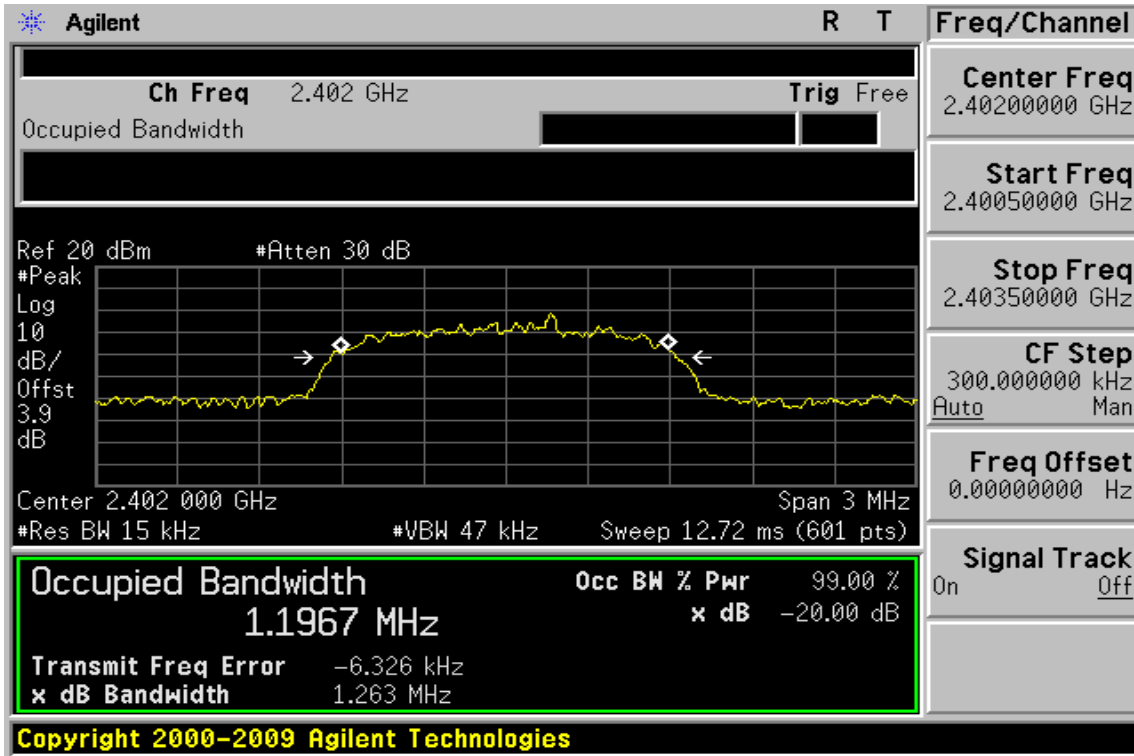 Agilent R T
Ch Freq 2.402 GHz Trig Free
Occupied Bandwidth
Ref 20 dBm #Atten 30 dB
#Peak
Log
10
dB/
Offst
3.9
dB
Center 2.402 000 GHz Span 3 MHz
#Res BW 15 kHz #VBW 47 kHz Sweep 12.72 ms (601 pts)
Occupied Bandwidth
1.1967 MHz
Occ BW % Pwr 99.00 %
x dB -20.00 dB
Transmit Freq Error -6.326 kHz
x dB Bandwidth 1.263 MHz
Copyright 2000-2009 Agilent Technologies
Freq/Channel
Center Freq
2.40200000 GHz
Start Freq
2.40050000 GHz
Stop Freq
2.40350000 GHz
CF Step
300.000000 kHz
Auto Man
Freq Offset
0.00000000 Hz
Signal Track
On Off